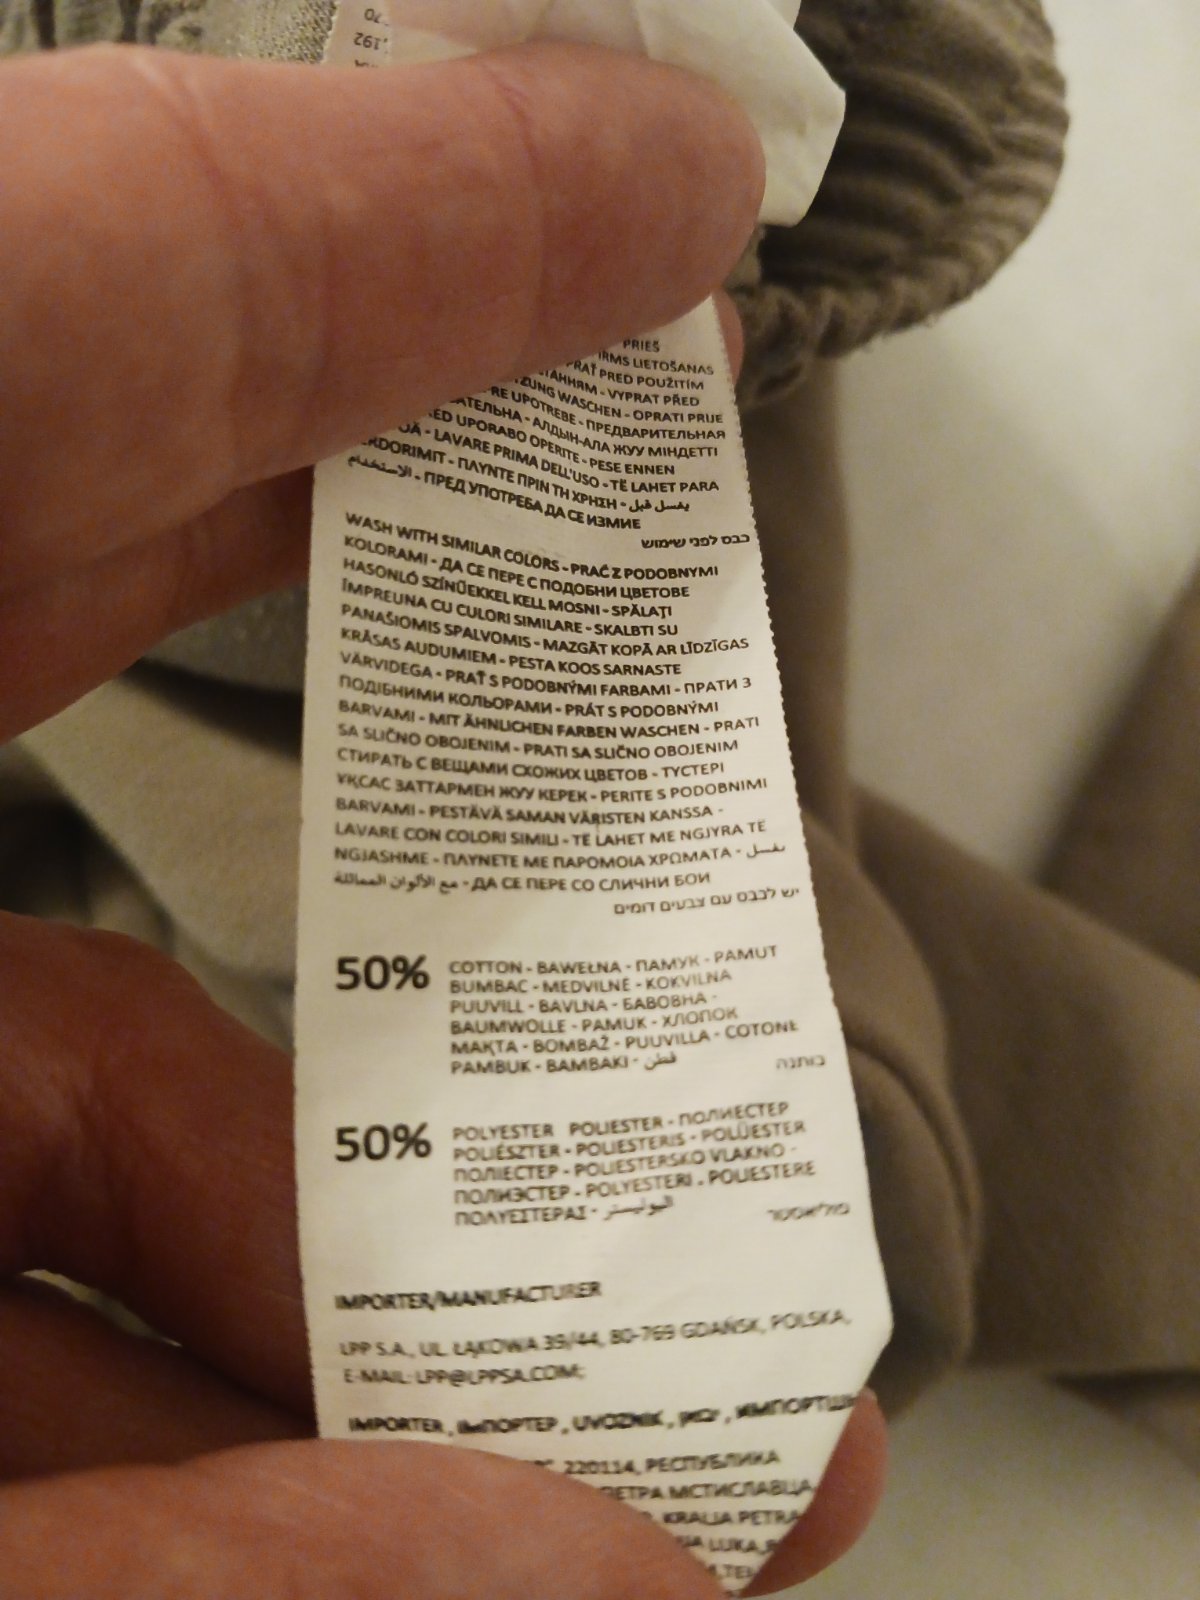 PRIEŠ
LIETOŠANAS
PRAŤ PRED POUŽITÍM
VYPRAT PŘED
WASCHEN - OPRATI PRIJE
RE UPOTREBE - ПРЕДВАРИТЕЛЬНАЯ
АЛДЫН-АЛА ЖУУ МІНДЕТТІ
UPORABO OPERITE - PESE ENNEN
LAVARE PRIMA DELL'USO - TË LAHET PARA
ΠΛΥΝΤΕ ΠΡΙΝ ΤΗ ΧΡΗΣΗ - يغسل قبل
الاستخدام - ПРЕД УПОТРЕБА ДА СЕ ИЗМИЕ
כבס לפני שימוש
WASH WITH SIMILAR COLORS - PRAĆ Z PODOBNYMI
KOLORAMI - ДА СЕ ПЕРЕ С ПОДОБНИ ЦВЕТОВЕ
HASONLÓ SZÍNŰEKKEL KELL MOSNI - SPĂLAŢI
ÎMPREUNA CU CULORI SIMILARE - SKALBTI SU
PANAŠIOMIS SPALVOMIS - MAZGĀT KOPĀ AR LĪDZĪGAS
KRĀSAS AUDUMIEM - PESTA KOOS SARNASTE
VÄRVIDEGA - PRAŤ S PODOBNÝMI FARBAMI - ПРАТИ З
ПОДІБНИМИ КОЛЬОРАМИ - PRÁT S PODOBNÝMI
BARVAMI - MIT ÄHNLICHEN FARBEN WASCHEN - PRATI
SA SLIČNO OBOJENIM - PRATI SA SLIČNO OBOJENIM
СТИРАТЬ С ВЕЩАМИ СХОЖИХ ЦВЕТОВ - ТҮСТЕРІ
ҰҚСАС ЗАТТАРМЕН ЖУУ КЕРЕК - PERITE S PODOBNIMI
BARVAMI - PESTÄVÄ SAMAN VÄRISTEN KANSSA -
LAVARE CON COLORI SIMILI - TË LAHET ME NGJYRA TË
NGJASHME - ΠΛΥΝΕΤΕ ΜΕ ΠΑΡΟΜΟΙΑ ΧΡΩΜΑΤΑ - يغسل
مع الألوان المماثلة - ДА СЕ ПЕРЕ СО СЛИЧНИ БОИ
יש לכבס עם צבעים דומים
50% COTTON - BAWEŁNA - ПАМУК - PAMUT
BUMBAC - MEDVILNĖ - KOKVILNA
PUUVILL - BAVLNA - БАВОВНА -
BAUMWOLLE - PAMUK - ХЛОПОК
МАҚТА - BOMBAŽ - PUUVILLA - COTONE
PAMBUK - BAMBAKI - قطن כותנה
50% POLYESTER POLIESTER - ПОЛИЕСТЕР
POLIÉSZTER - POLIESTERIS - POLÜESTER
ПОЛІЕСТЕР - POLIESTERSKO VLAKNO -
ПОЛИЭСТЕР - POLYESTERI - POLIESTERE
ΠΟΛΥΕΣΤΕΡΑΣ - البوليستر פוליאסטר
IMPORTER/MANUFACTURER
LPP S.A., UL. ŁĄKOWA 39/44, 80-769 GDAŃSK, POLSKA,
E-MAIL: LPP@LPPSA.COM;
IMPORTER, ІМПОРТЕР, UVOZNIK, יבואן,
220114, РЕСПУБЛИКА
МСТИСЛАВЦА
KRALJA PETRA
LUKA,